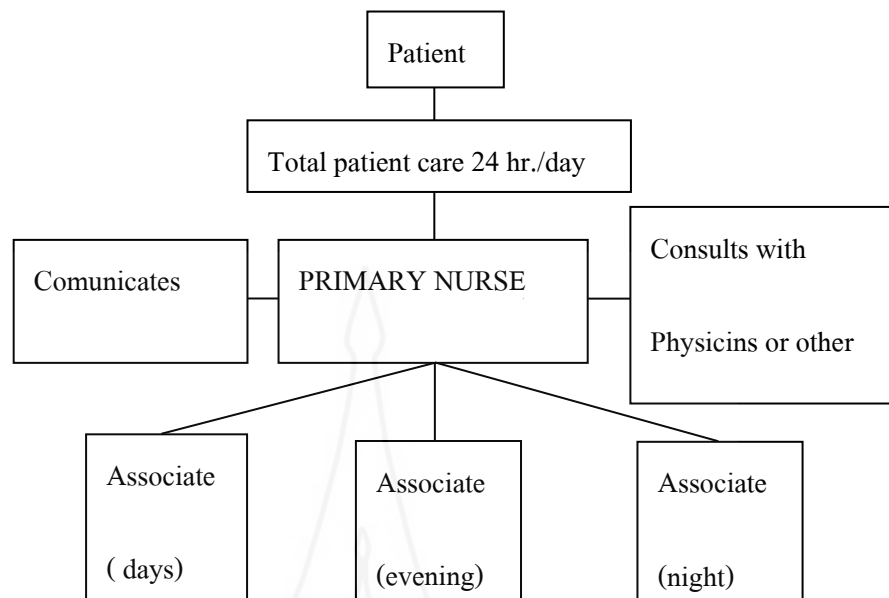 Patient
Total patient care 24 hr./day
Comunicates
PRIMARY NURSE
Consults with
Physicins or other
Associate
( days)
Associate
(evening)
Associate
(night)